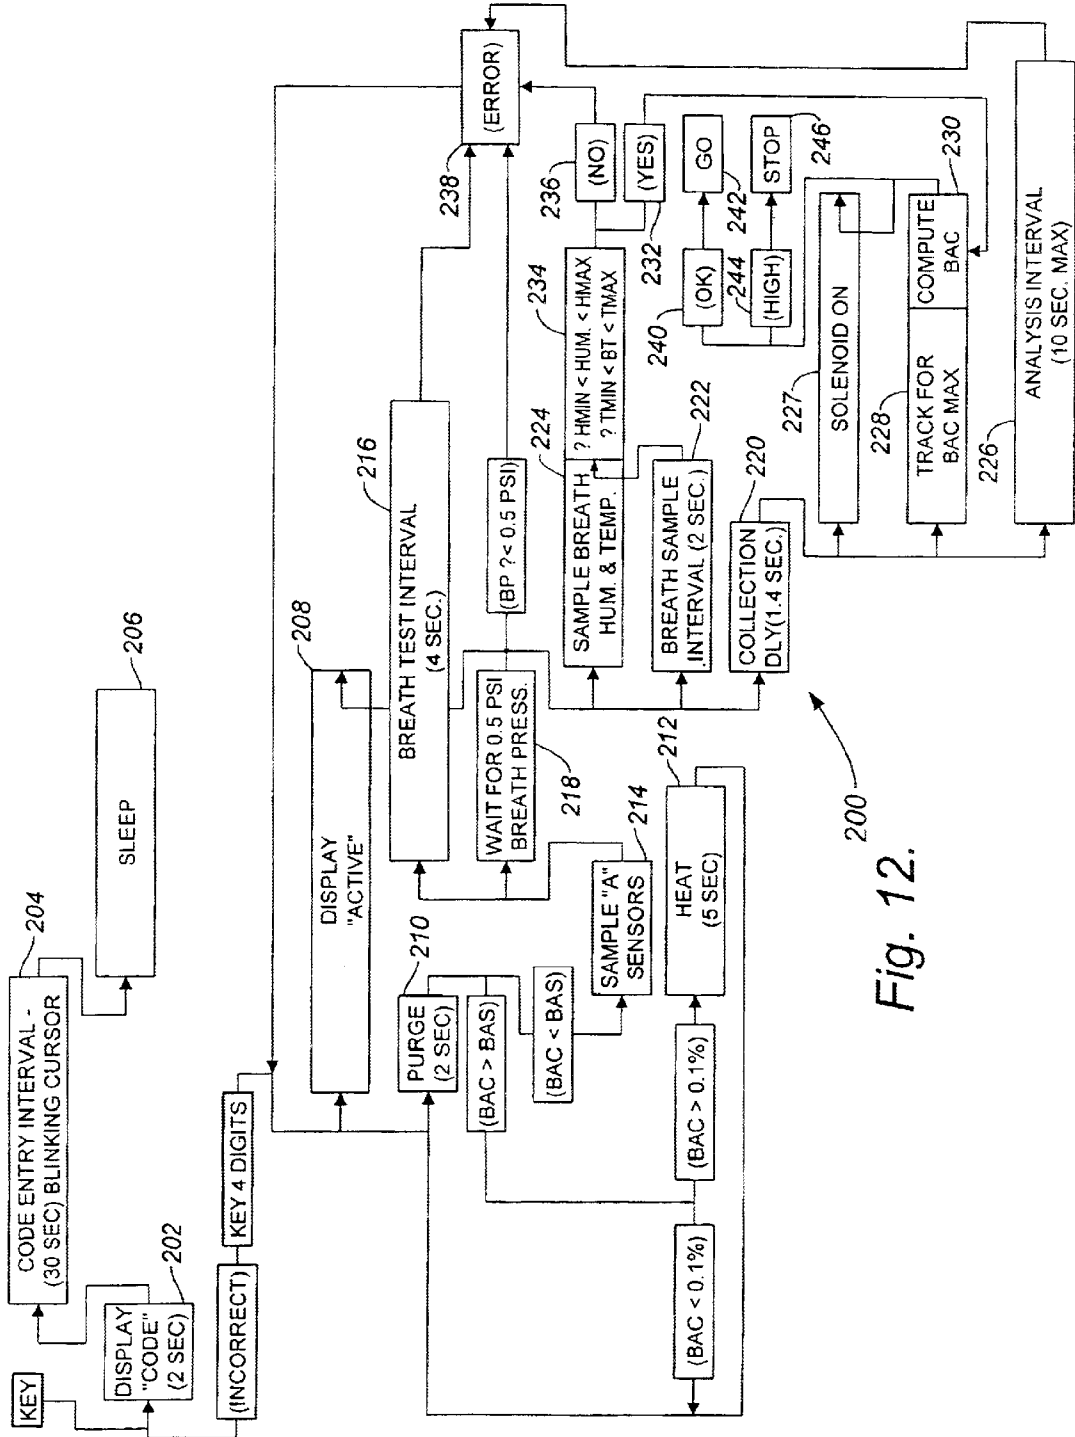 KEY
DISPLAY
"CODE"
(2 SEC)
202
CODE ENTRY INTERVAL -
(30 SEC) BLINKING CURSOR
204
SLEEP
206
(INCORRECT)
KEY 4 DIGITS
DISPLAY
"ACTIVE"
208
PURGE
(2 SEC)
210
(BAC > BAS)
(BAC < BAS)
SAMPLE "A"
SENSORS
214
(BAC < 0.1%)
(BAC > 0.1%)
HEAT
(5 SEC)
212
BREATH TEST INTERVAL
(4 SEC.)
216
WAIT FOR 0.5 PSI
BREATH PRESS.
218
(BP ?< 0.5 PSI)
(ERROR)
238
SAMPLE BREATH
HUM. & TEMP.
224
? HMIN < HUM. < HMAX
? TMIN < BT < TMAX
234
(NO)
236
(YES)
232
BREATH SAMPLE
.INTERVAL (2 SEC.)
222
COLLECTION
DLY(1.4 SEC.)
220
(OK)
240
GO
242
(HIGH)
244
STOP
246
SOLENOID ON
227
TRACK FOR
BAC MAX
228
COMPUTE
BAC
230
ANALYSIS INTERVAL
(10 SEC. MAX)
226
200
Fig. 12.